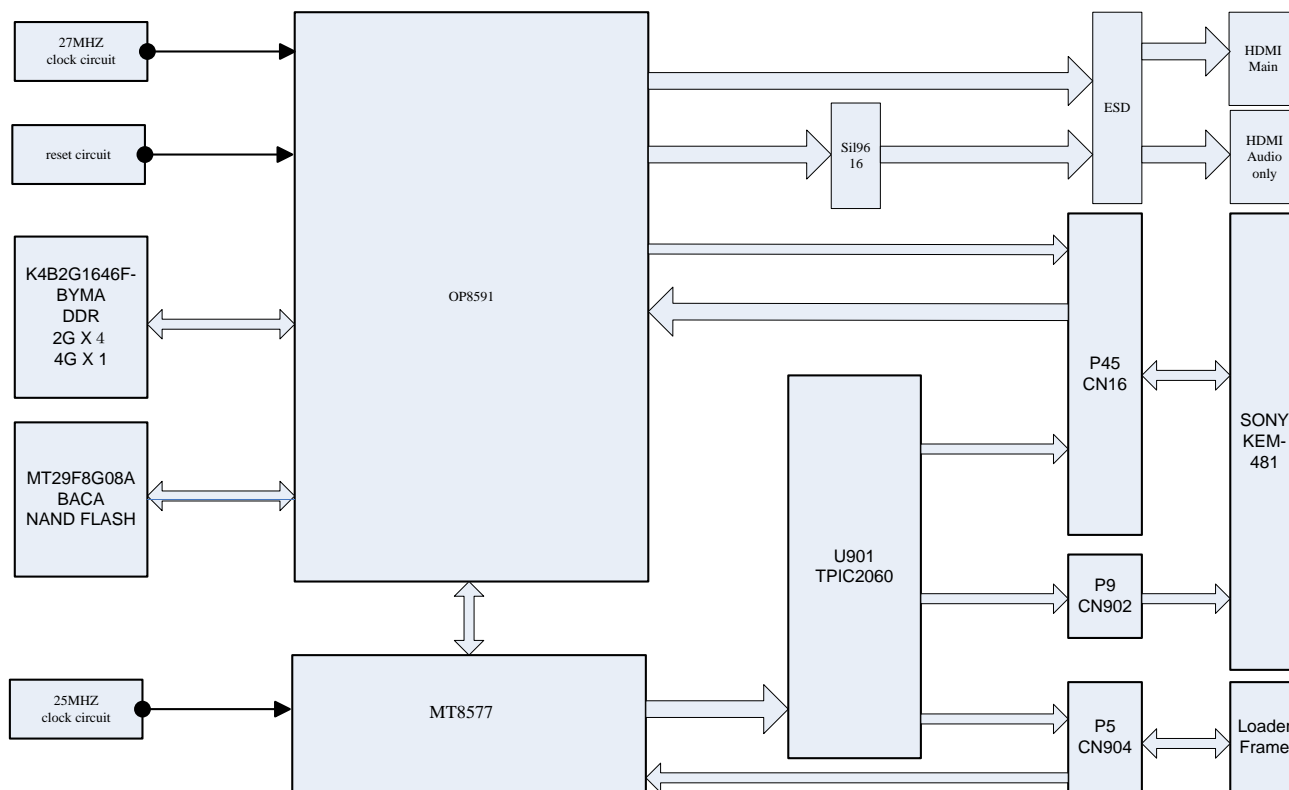 27MHZ
clock circuit
reset circuit
K4B2G1646F-
BYMA
DDR
2G X 4
4G X 1
MT29F8G08A
BACA
NAND FLASH
25MHZ
clock circuit
OP8591
MT8577
Sil96
16
ESD
HDMI
Main
HDMI
Audio
only
U901
TPIC2060
P45
CN16
P9
CN902
P5
CN904
SONY
KEM-
481
Loader
Frame